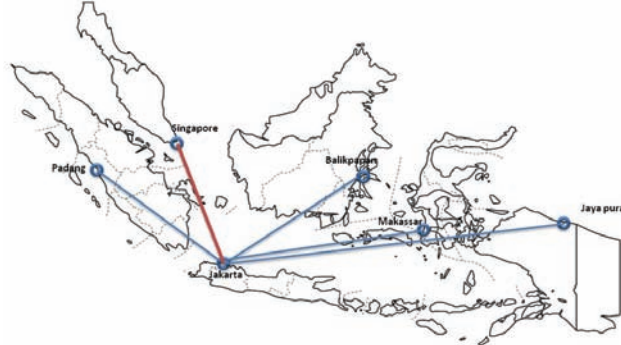 Singapore
Balikpapan
Padang
Jaya pura
Makassar
Jakarta